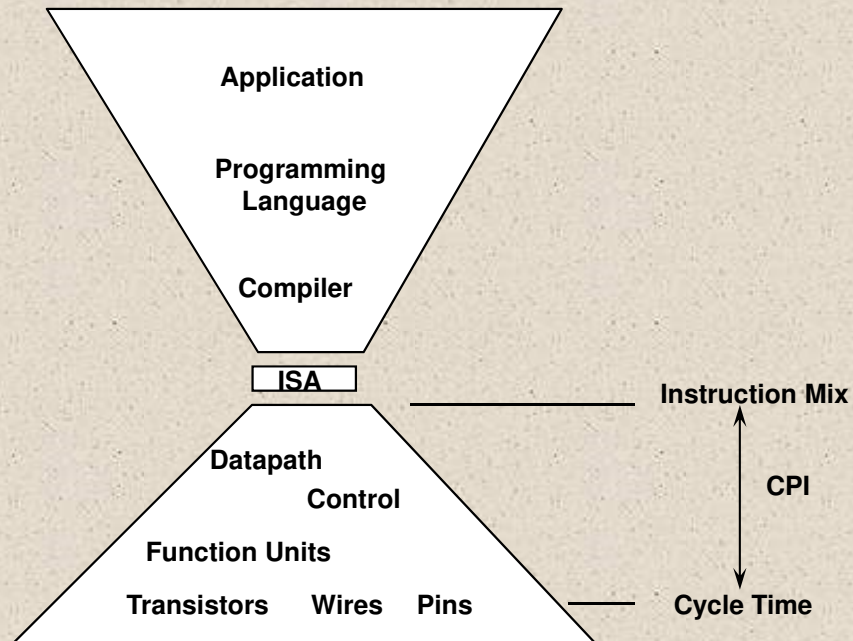 Application
Programming
Language
Compiler
ISA
Instruction Mix
Datapath
CPI
Control
Function Units
Transistors Wires Pins
Cycle Time